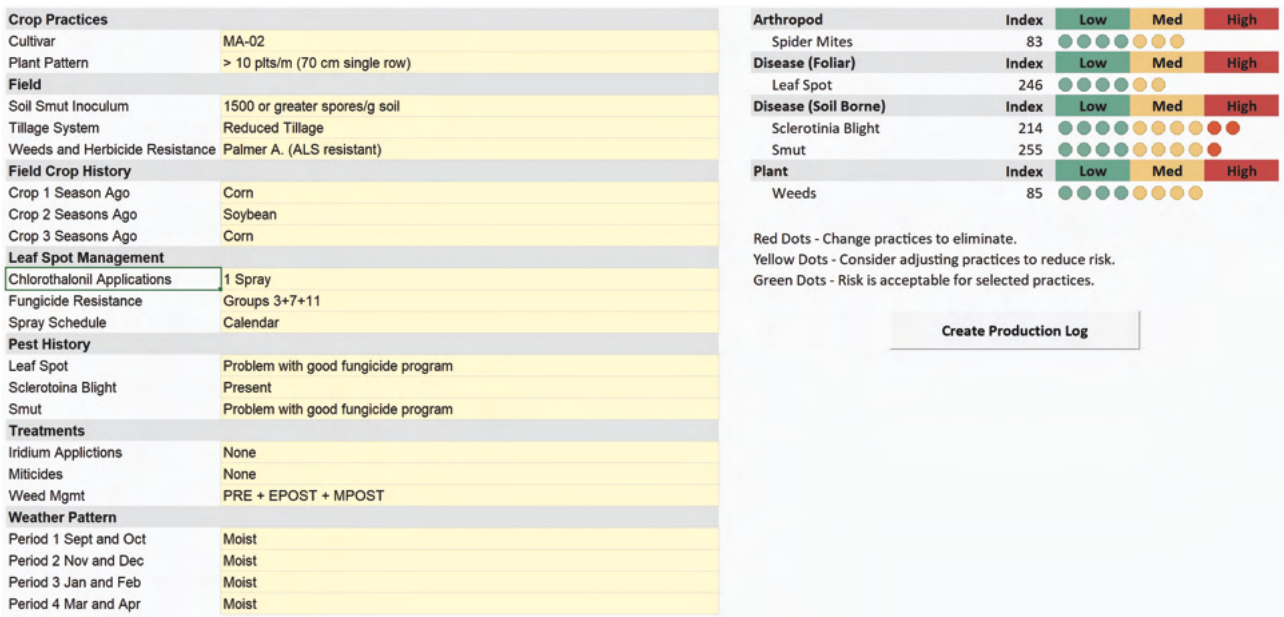 Crop Practices
Cultivar MA-02
Plant Pattern > 10 plts/m (70 cm single row)
Field
Soil Smut Inoculum 1500 or greater spores/g soil
Tillage System Reduced Tillage
Weeds and Herbicide Resistance Palmer A. (ALS resistant)
Field Crop History
Crop 1 Season Ago Corn
Crop 2 Seasons Ago Soybean
Crop 3 Seasons Ago Corn
Leaf Spot Management
Chlorothalonil Applications 1 Spray
Fungicide Resistance Groups 3+7+11
Spray Schedule Calendar
Pest History
Leaf Spot Problem with good fungicide program
Sclerotoina Blight Present
Smut Problem with good fungicide program
Treatments
Iridium Applictions None
Miticides None
Weed Mgmt PRE + EPOST + MPOST
Weather Pattern
Period 1 Sept and Oct Moist
Period 2 Nov and Dec Moist
Period 3 Jan and Feb Moist
Period 4 Mar and Apr Moist
Arthropod Index Low Med High
Spider Mites 83
Disease (Foliar) Index Low Med High
Leaf Spot 246
Disease (Soil Borne) Index Low Med High
Sclerotinia Blight 214
Smut 255
Plant Index Low Med High
Weeds 85
Red Dots - Change practices to eliminate.
Yellow Dots - Consider adjusting practices to reduce risk.
Green Dots - Risk is acceptable for selected practices.
Create Production Log